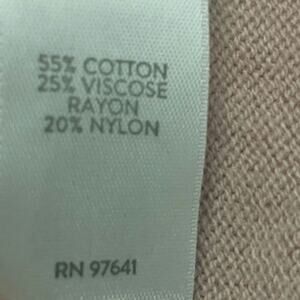 55% COTTON
25% VISCOSE
RAYON
20% NYLON
RN 97641